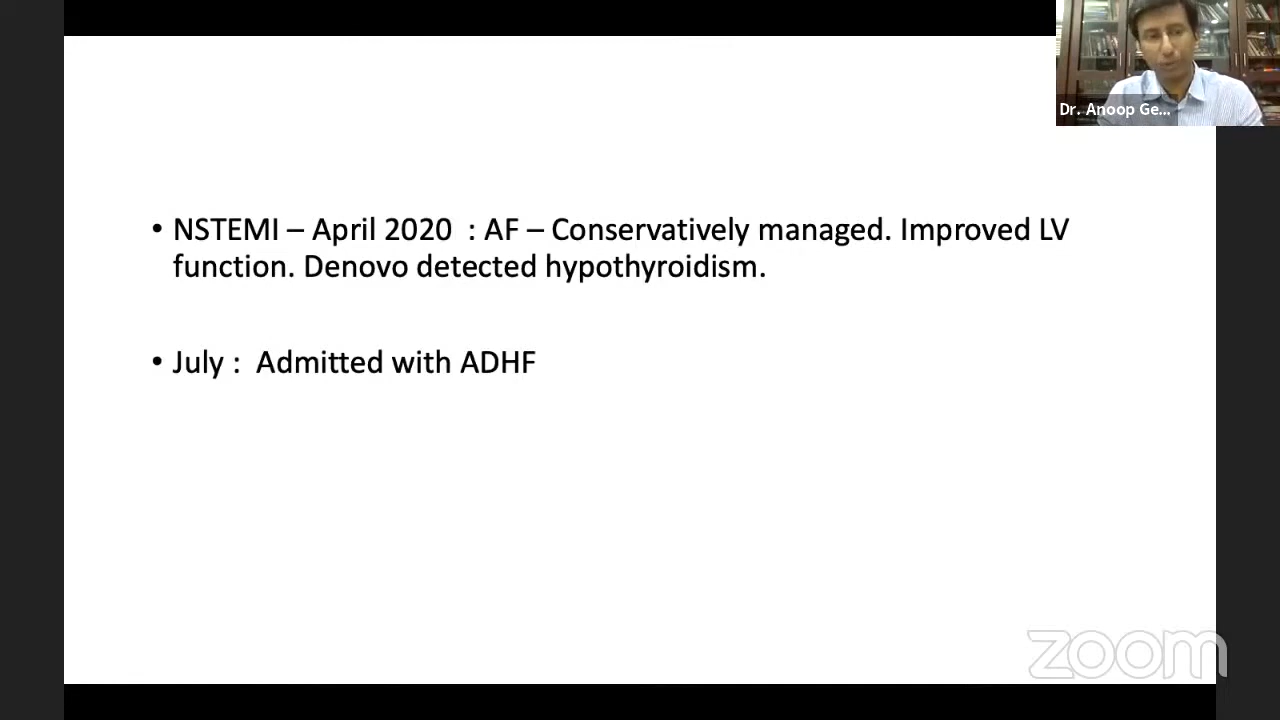 Dr. Anoop Ge...
• NSTEMI – April 2020 : AF – Conservatively managed. Improved LV
function. Denovo detected hypothyroidism.
• July : Admitted with ADHF
zoom